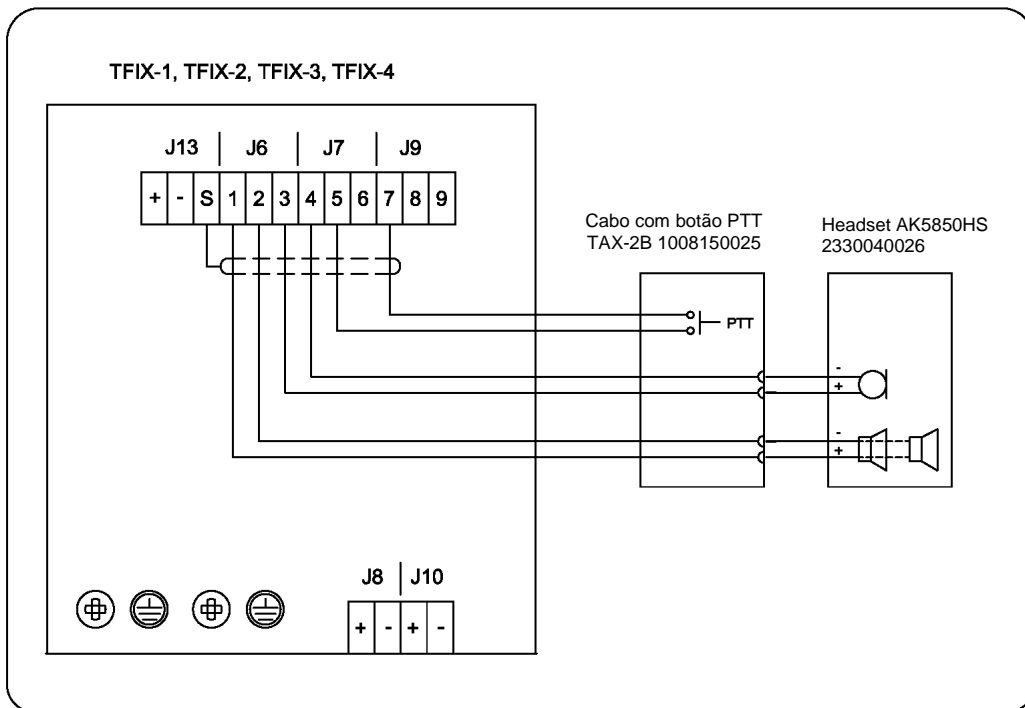 TFIX-1, TFIX-2, TFIX-3, TFIX-4
J13 J6 J7 J9
+ - S 1 2 3 4 5 6 7 8 9
Cabo com botão PTT
TAX-2B 1008150025
Headset AK5850HS
2330040026
PTT
-
+
-
+
J8 J10
+ - + -